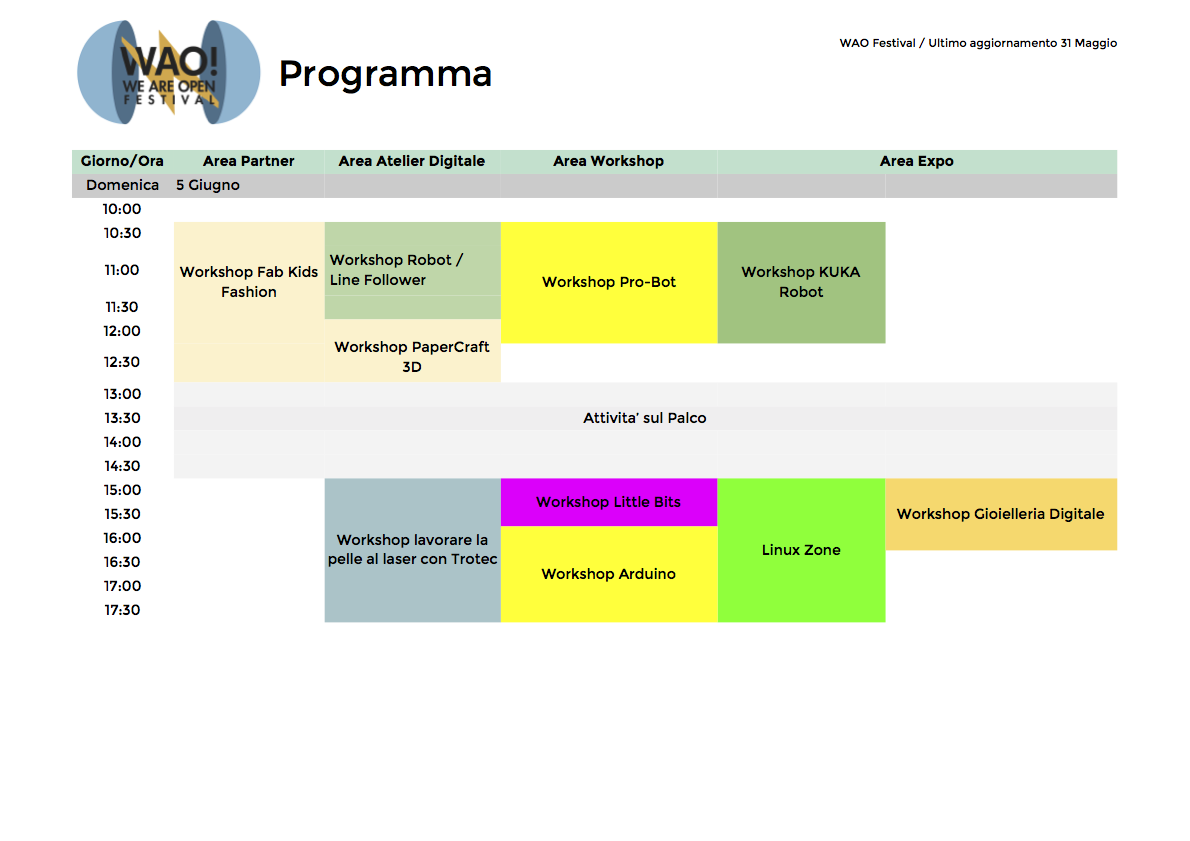 WAO!
WE ARE OPEN
FESTIVAL
Programma
WAO Festival / Ultimo aggiornamento 31 Maggio
Giorno/Ora Area Partner Area Atelier Digitale Area Workshop Area Expo
Domenica 5 Giugno
10:00
10:30
11:00
11:30
12:00
12:30
Workshop Fab Kids
Fashion
Workshop Robot /
Line Follower
Workshop PaperCraft
3D
Workshop Pro-Bot
Workshop KUKA
Robot
13:00
13:30
14:00
14:30
Attivita’ sul Palco
15:00
15:30
16:00
16:30
17:00
17:30
Workshop lavorare la
pelle al laser con Trotec
Workshop Little Bits
Workshop Arduino
Linux Zone
Workshop Gioielleria Digitale